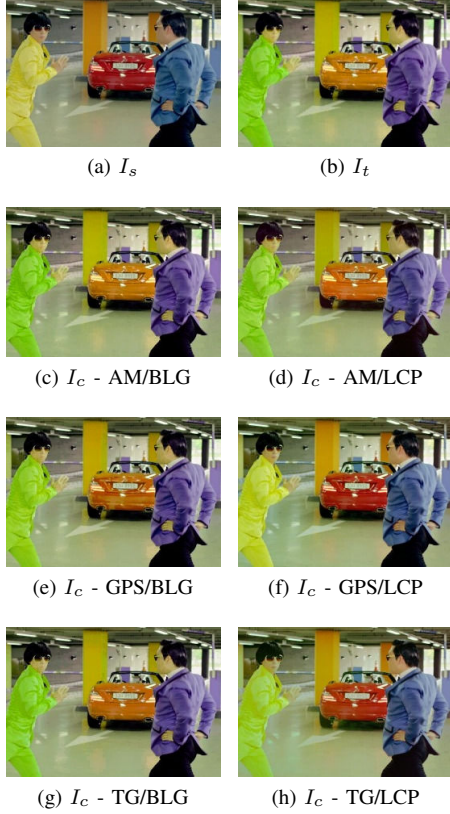 (a) I_s
(b) I_t
(c) I_c - AM/BLG
(d) I_c - AM/LCP
(e) I_c - GPS/BLG
(f) I_c - GPS/LCP
(g) I_c - TG/BLG
(h) I_c - TG/LCP